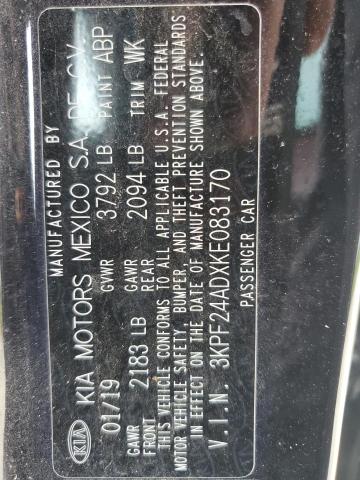 MANUFACTURED BY
KIA KIA MOTORS MEXICO S.A. DE C.V.
01/19 GVWR 3792 LB PAINT ABP
GAWR FRONT 2183 LB GAWR REAR 2094 LB TRIM WK
THIS VEHICLE CONFORMS TO ALL APPLICABLE U.S.A. FEDERAL
MOTOR VEHICLE SAFETY, BUMPER, AND THEFT PREVENTION STANDARDS
IN EFFECT ON THE DATE OF MANUFACTURE SHOWN ABOVE.
V.I.N. 3KPF24ADXKE083170
PASSENGER CAR